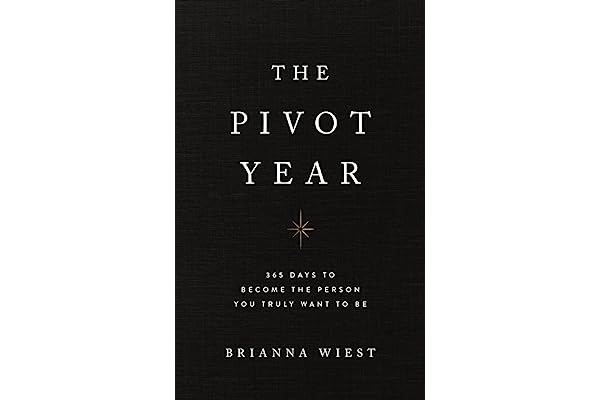 THE
PIVOT
YEAR
365 DAYS TO
BECOME THE PERSON
YOU TRULY WANT TO BE
BRIANNA WIEST